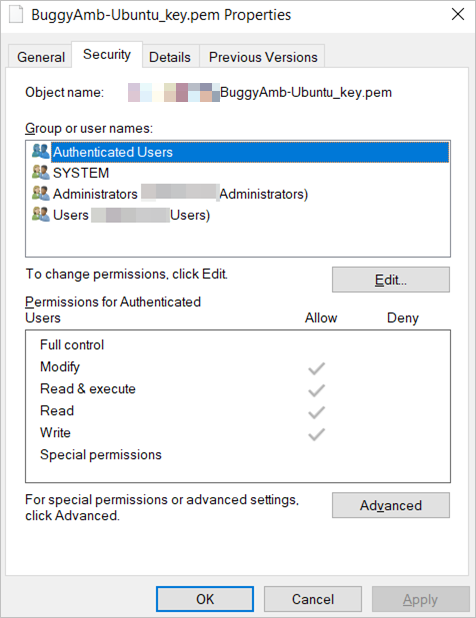 BuggyAmb-Ubuntu_key.pem Properties
General Security Details Previous Versions
Object name: BuggyAmb-Ubuntu_key.pem
Group or user names:
Authenticated Users
SYSTEM
Administrators Administrators)
Users Users)
To change permissions, click Edit.
Edit...
Permissions for Authenticated
Users Allow Deny
Full control
Modify
Read & execute
Read
Write
Special permissions
For special permissions or advanced settings,
click Advanced.
Advanced
OK Cancel Apply